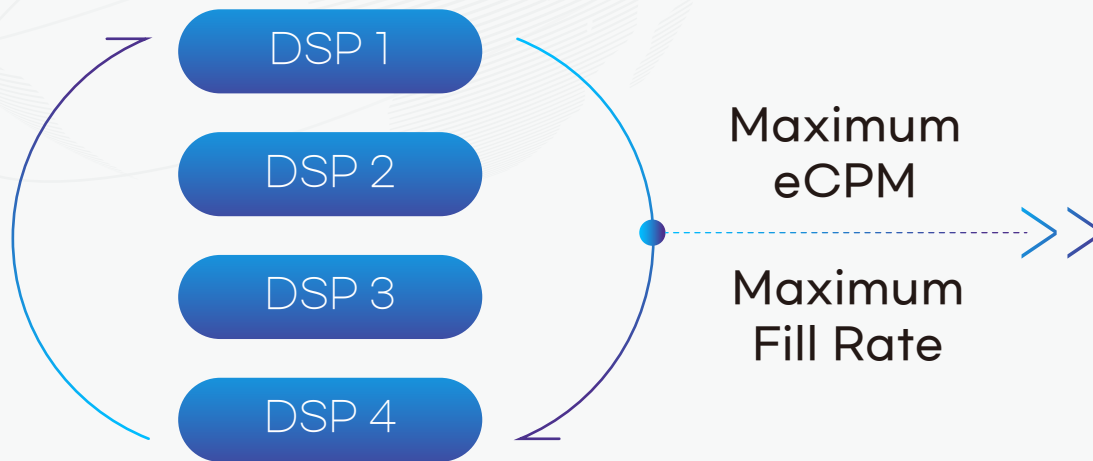 DSP 1
DSP 2
DSP 3
DSP 4
Maximum
eCPM
Maximum
Fill Rate